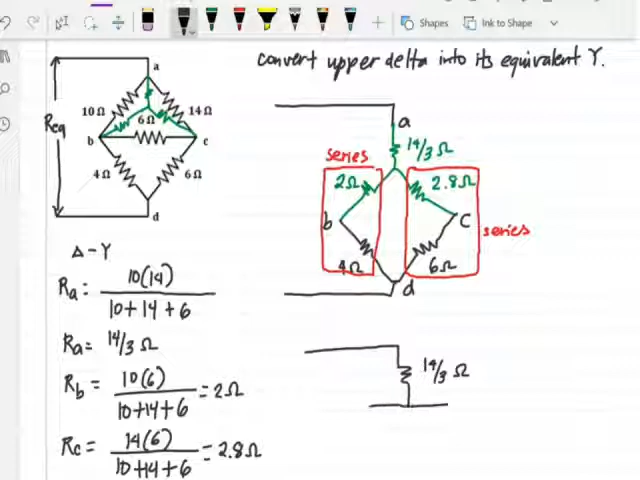 Shapes
Ink to Shape
convert upper delta into its equivalent Y.
a
10Ω
14Ω
6Ω
Req
b
c
4Ω
6Ω
d
a
14/3 Ω
series
2Ω
2.8Ω
b
c
series
4Ω
6Ω
d
Δ-Y
Ra = 10(14)
10+14+6
Ra = 14/3 Ω
Rb = 10(6) = 2Ω
10+14+6
Rc = 14(6) = 2.8Ω
10+14+6
14/3 Ω